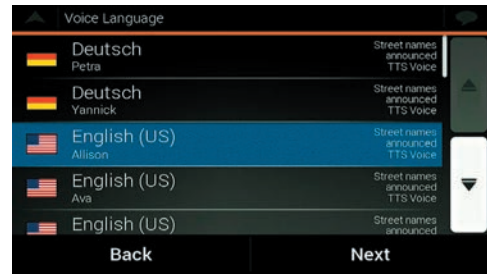 Voice Language
Deutsch
Petra
Street names
announced
TTS Voice
Deutsch
Yannick
Street names
announced
TTS Voice
English (US)
Allison
Street names
announced
TTS Voice
English (US)
Ava
Street names
announced
TTS Voice
English (US)
Street names
announced
Back
Next